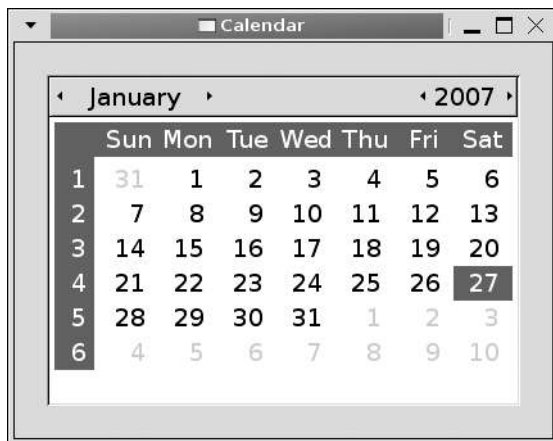 Calendar
January 2007
Sun Mon Tue Wed Thu Fri Sat
1 31 1 2 3 4 5 6
2 7 8 9 10 11 12 13
3 14 15 16 17 18 19 20
4 21 22 23 24 25 26 27
5 28 29 30 31 1 2 3
6 4 5 6 7 8 9 10